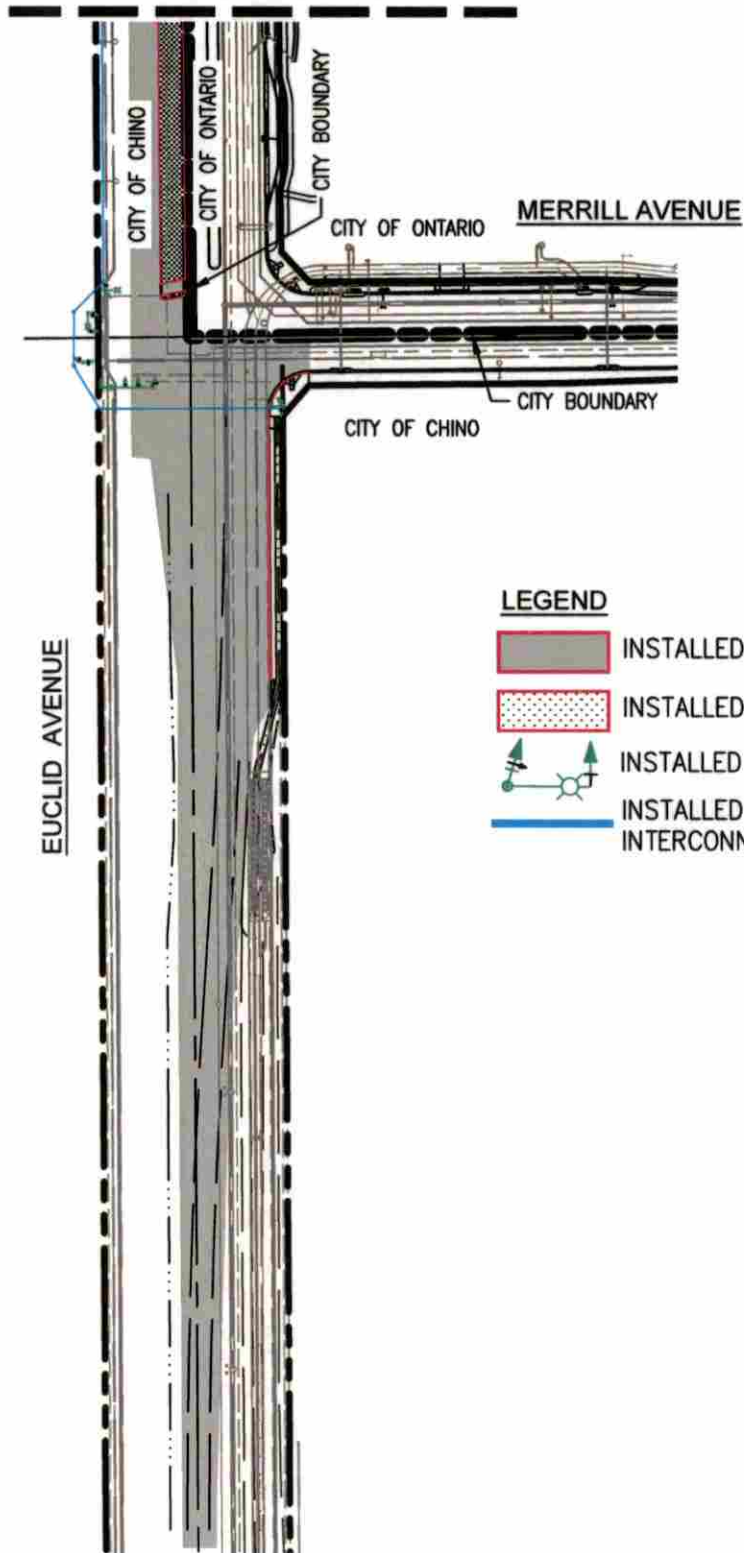 CITY OF CHINO
CITY OF ONTARIO
CITY BOUNDARY
CITY OF ONTARIO
MERRILL AVENUE
CITY BOUNDARY
CITY OF CHINO
EUCLID AVENUE
LEGEND
INSTALLED
INSTALLED
INSTALLED
INSTALLED